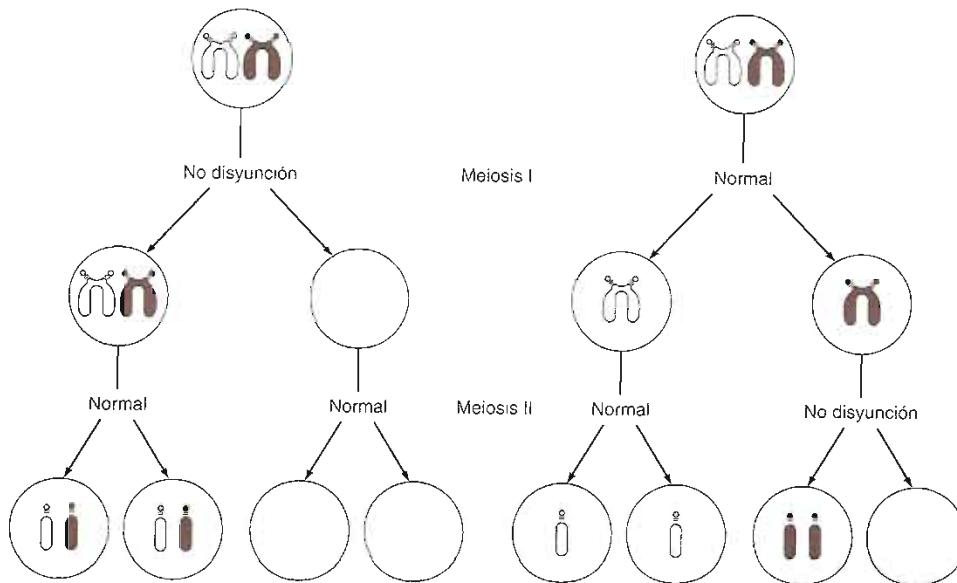 No disyunción
Meiosis I
Normal
Normal
Normal
Meiosis II
Normal
No disyunción